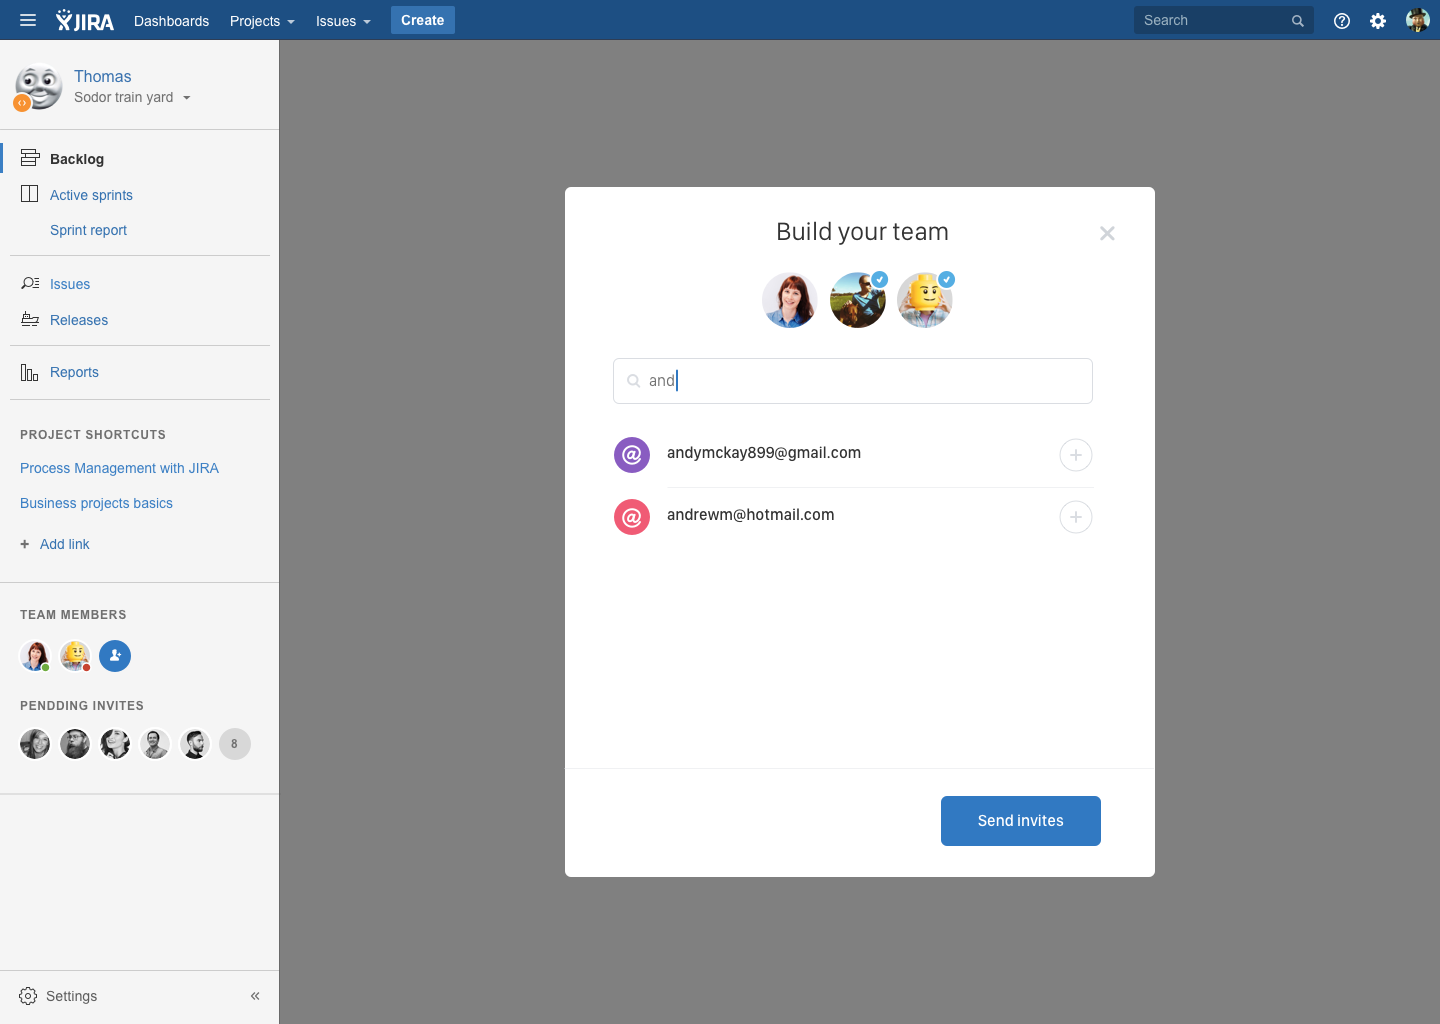 JIRA Dashboards Projects Issues Create Search
Thomas
Sodor train yard
Backlog
Active sprints
Sprint report
Issues
Releases
Reports
PROJECT SHORTCUTS
Process Management with JIRA
Business projects basics
+ Add link
TEAM MEMBERS
PENDDING INVITES
8
Settings «
Build your team
and
@ andymckay899@gmail.com
@ andrewm@hotmail.com
Send invites